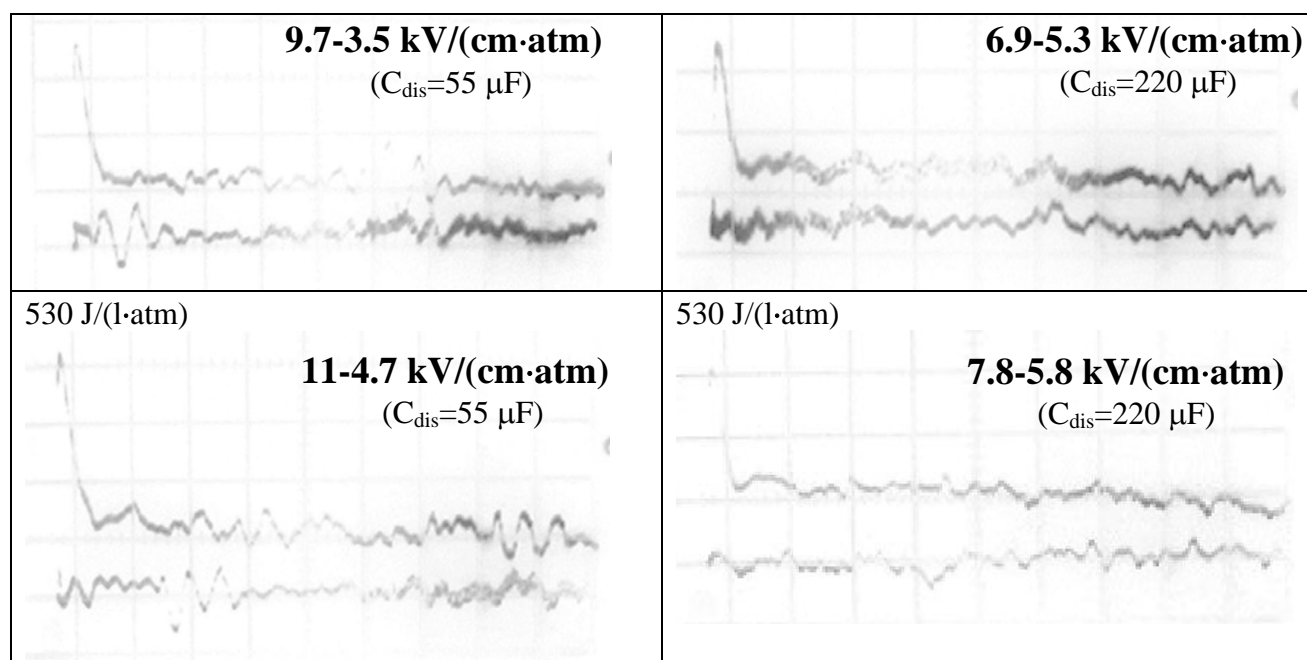 9.7-3.5 kV/(cm·atm)
(Cdis=55 μF)
6.9-5.3 kV/(cm·atm)
(Cdis=220 μF)
530 J/(l·atm)
11-4.7 kV/(cm·atm)
(Cdis=55 μF)
530 J/(l·atm)
7.8-5.8 kV/(cm·atm)
(Cdis=220 μF)